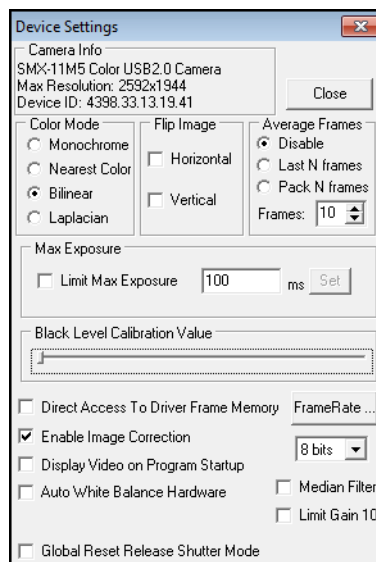 Device Settings
Camera Info
SMX-11M5 Color USB2.0 Camera
Max Resolution: 2592x1944
Device ID: 4398.33.13.19.41
Close
Color Mode
Monochrome
Nearest Color
Bilinear
Laplacian
Flip Image
Horizontal
Vertical
Average Frames
Disable
Last N frames
Pack N frames
Frames: 10
Max Exposure
Limit Max Exposure 100 ms Set
Black Level Calibration Value
Direct Access To Driver Frame Memory FrameRate ...
Enable Image Correction
8 bits
Display Video on Program Startup
Auto White Balance Hardware
Median Filter
Limit Gain 10
Global Reset Release Shutter Mode